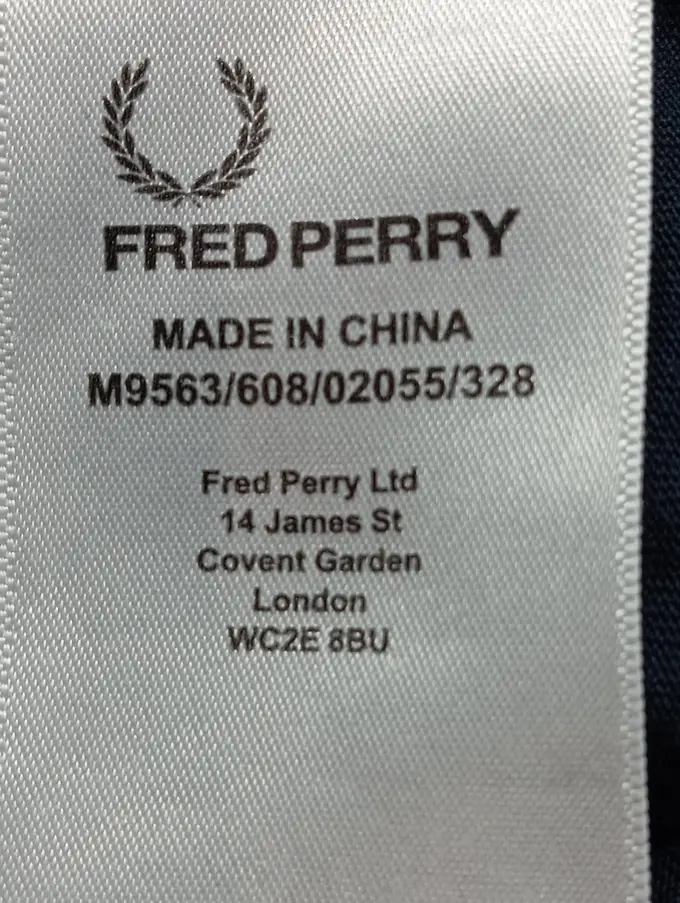 FRED PERRY
MADE IN CHINA
M9563/608/02055/328
Fred Perry Ltd
14 James St
Covent Garden
London
WC2E 8BU